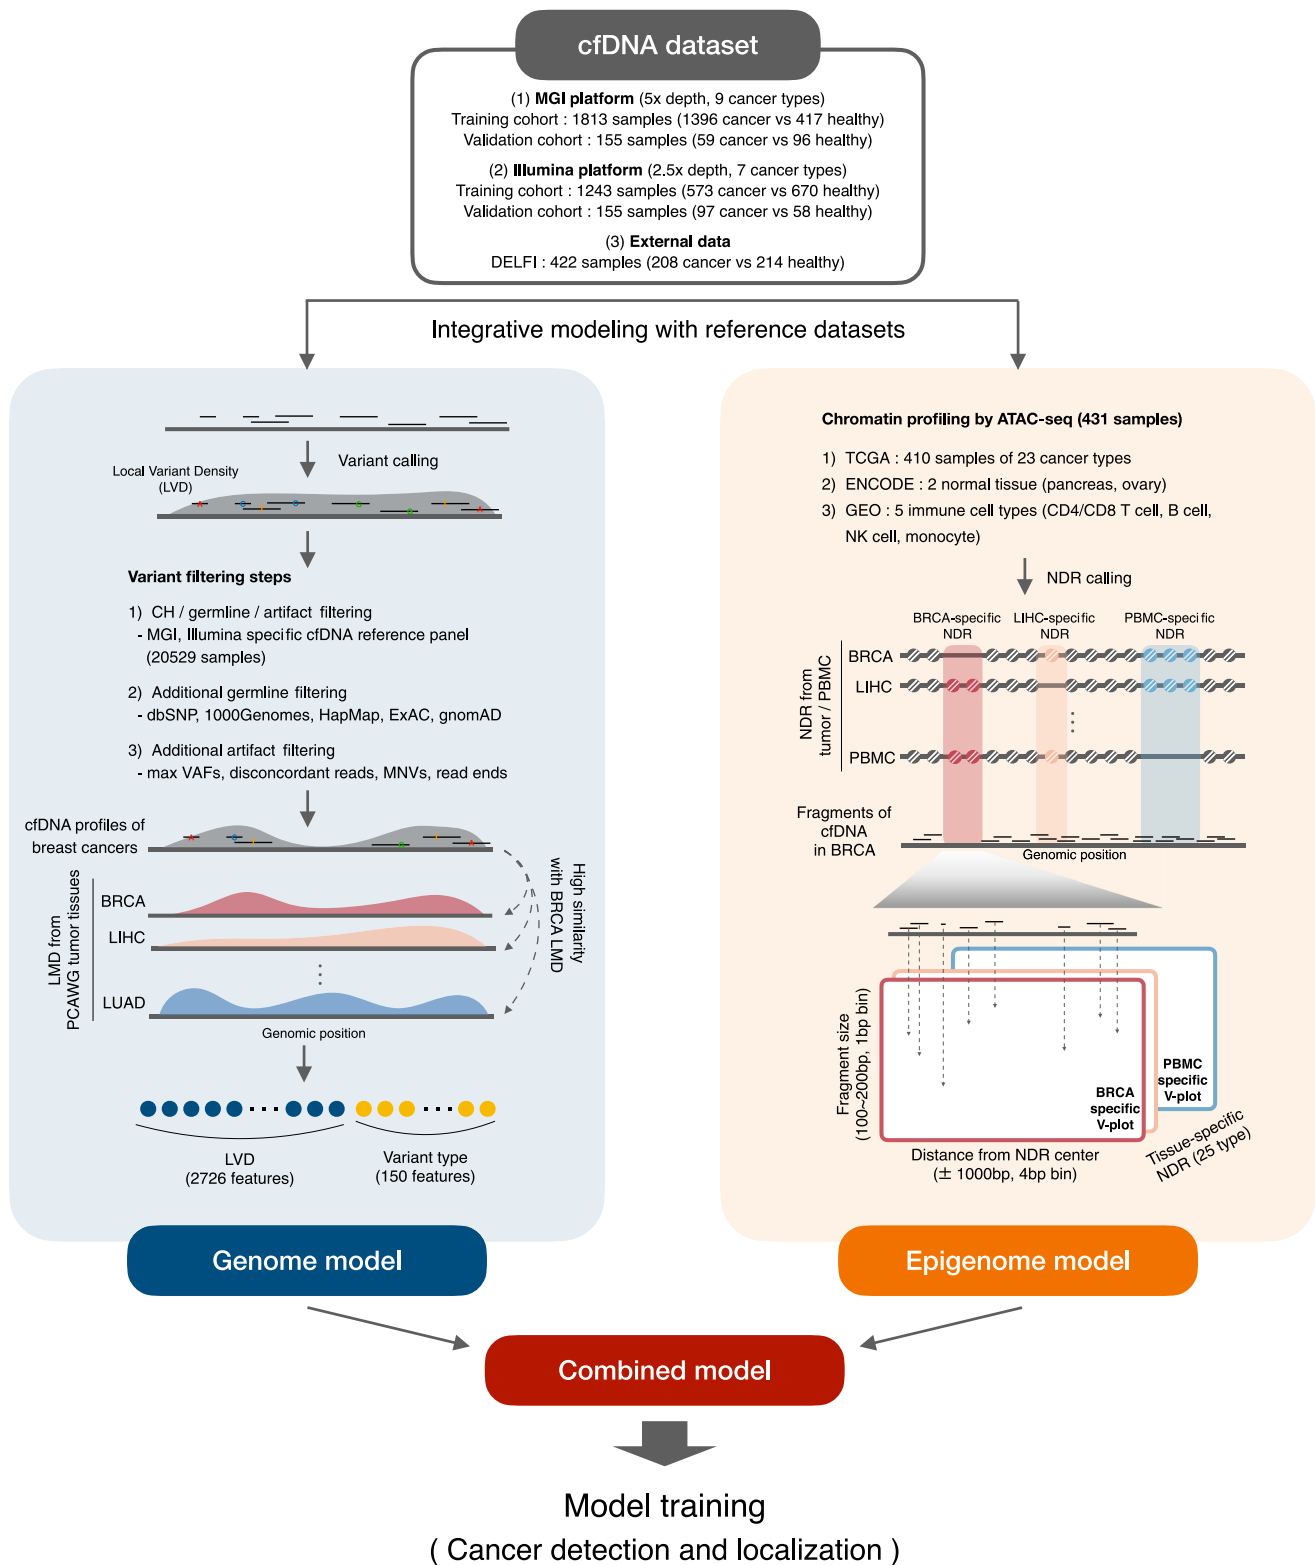 cfDNA dataset
(1) MGI platform (5x depth, 9 cancer types)
Training cohort : 1813 samples (1396 cancer vs 417 healthy)
Validation cohort : 155 samples (59 cancer vs 96 healthy)
(2) Illumina platform (2.5x depth, 7 cancer types)
Training cohort : 1243 samples (573 cancer vs 670 healthy)
Validation cohort : 155 samples (97 cancer vs 58 healthy)
(3) External data
DELFI : 422 samples (208 cancer vs 214 healthy)
Integrative modeling with reference datasets
Variant calling
Local Variant Density
(LVD)
Variant filtering steps
1) CH / germline / artifact filtering
- MGI, Illumina specific cfDNA reference panel
(20529 samples)
2) Additional germline filtering
- dbSNP, 1000Genomes, HapMap, ExAC, gnomAD
3) Additional artifact filtering
- max VAFs, disconcordant reads, MNVs, read ends
cfDNA profiles of
breast cancers
LMD from
PCAWG tumor tissues
BRCA
LIHC
LUAD
High similarity
with BRCA LMD
Genomic position
LVD
(2726 features)
Variant type
(150 features)
Genome model
Chromatin profiling by ATAC-seq (431 samples)
1) TCGA : 410 samples of 23 cancer types
2) ENCODE : 2 normal tissue (pancreas, ovary)
3) GEO : 5 immune cell types (CD4/CD8 T cell, B cell,
NK cell, monocyte)
NDR calling
BRCA-specific
NDR
LIHC-specific
NDR
PBMC-specific
NDR
NDR from
tumor / PBMC
BRCA
LIHC
PBMC
Fragments of
cfDNA
in BRCA
Genomic position
Fragment size
(100~200bp, 1bp bin)
BRCA
specific
V-plot
PBMC
specific
V-plot
Tissue-specific
NDR (25 type)
Distance from NDR center
(± 1000bp, 4bp bin)
Epigenome model
Combined model
Model training
( Cancer detection and localization )